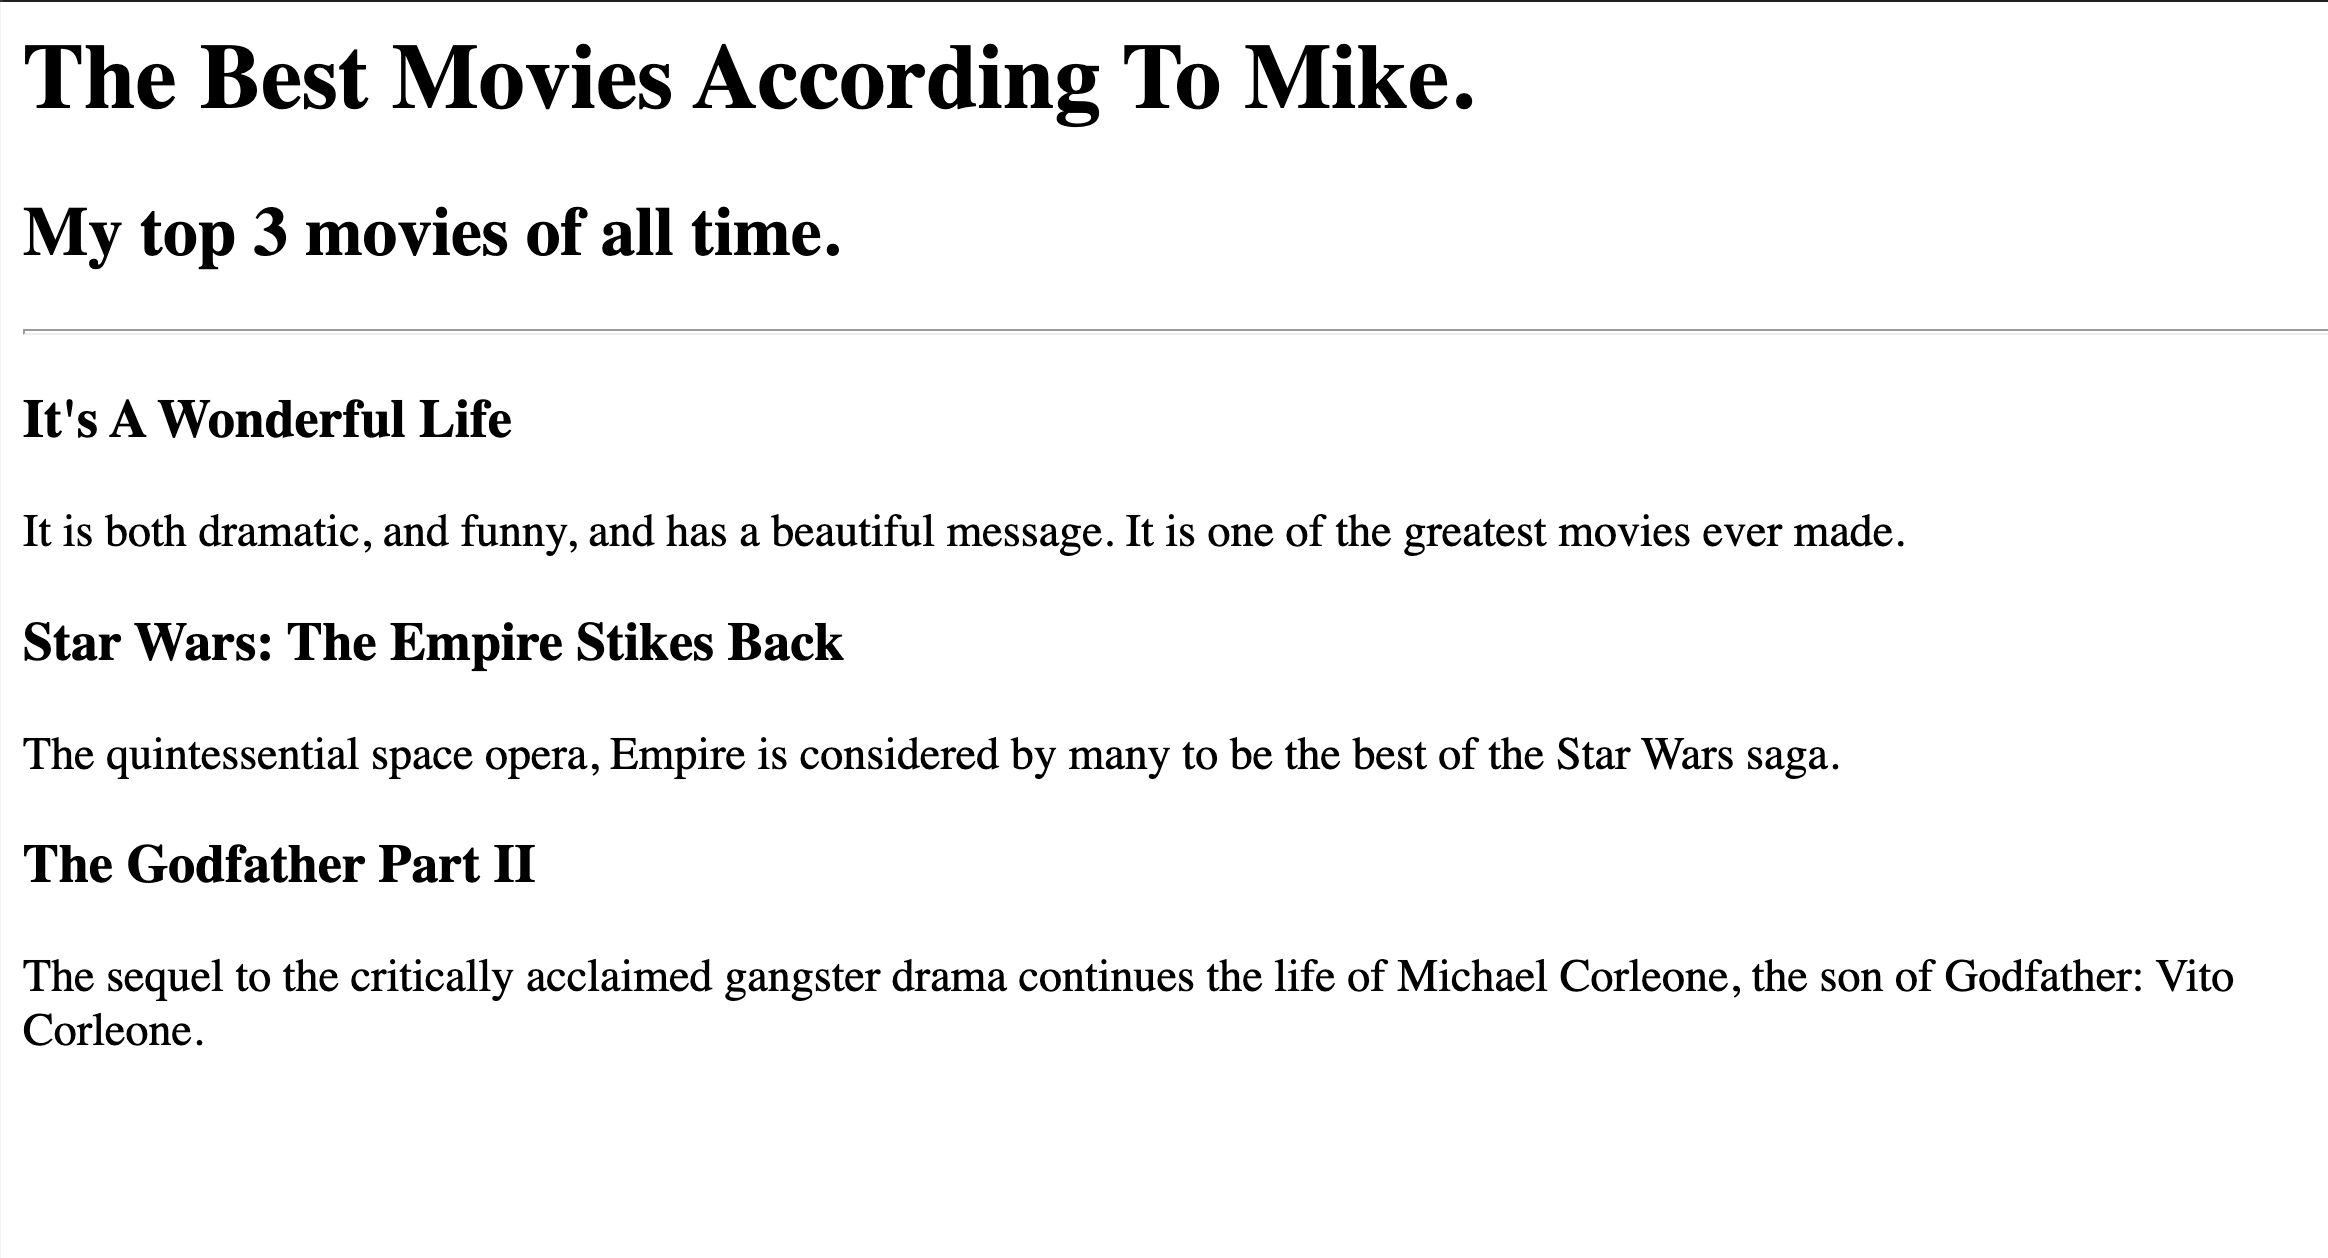 The Best Movies According To Mike.
My top 3 movies of all time.
It's A Wonderful Life
It is both dramatic, and funny, and has a beautiful message. It is one of the greatest movies ever made.
Star Wars: The Empire Stikes Back
The quintessential space opera, Empire is considered by many to be the best of the Star Wars saga.
The Godfather Part II
The sequel to the critically acclaimed gangster drama continues the life of Michael Corleone, the son of Godfather: Vito
Corleone.